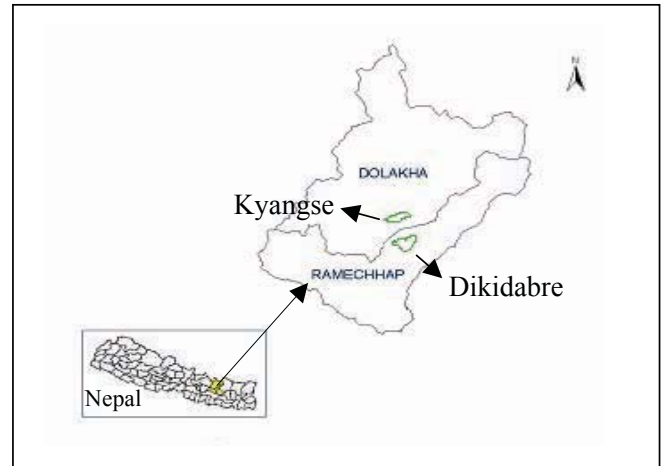 N
DOLAKHA
Kyangse
RAMECHHAP
Dikidabre
Nepal